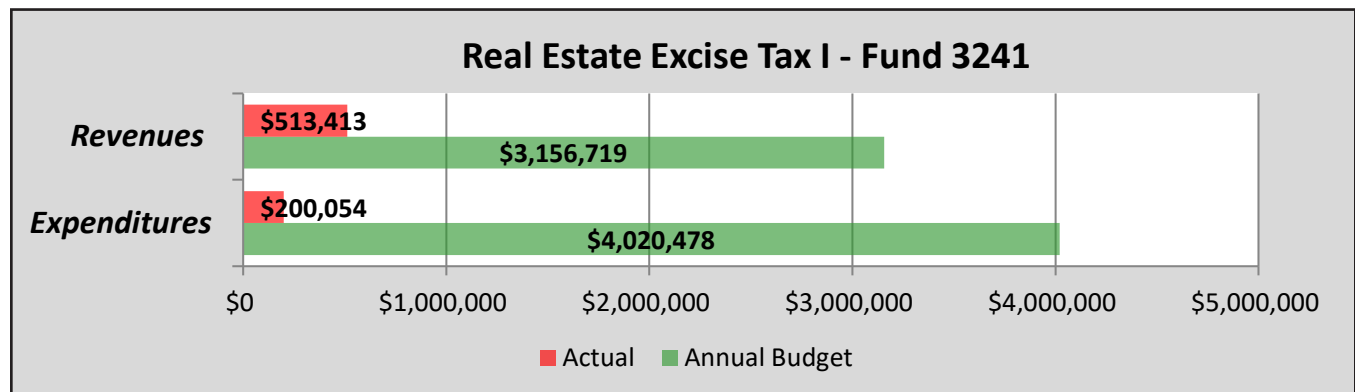 Real Estate Excise Tax I - Fund 3241
Revenues
$513,413
$3,156,719
Expenditures
$200,054
$4,020,478
$0 $1,000,000 $2,000,000 $3,000,000 $4,000,000 $5,000,000
Actual Annual Budget